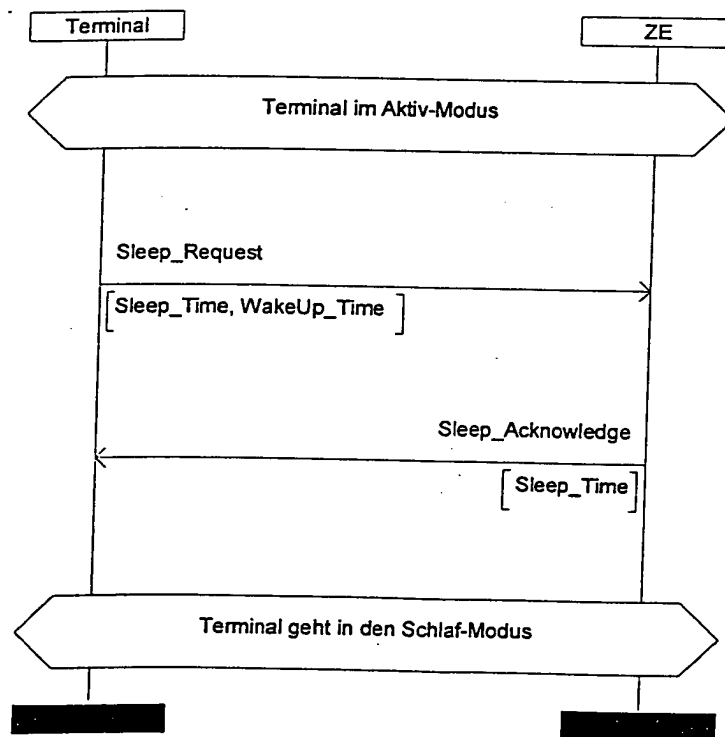 Terminal
ZE
Terminal im Aktiv-Modus
Sleep_Request
[Sleep_Time, WakeUp_Time ]
Sleep_Acknowledge
[ Sleep_Time]
Terminal geht in den Schlaf-Modus